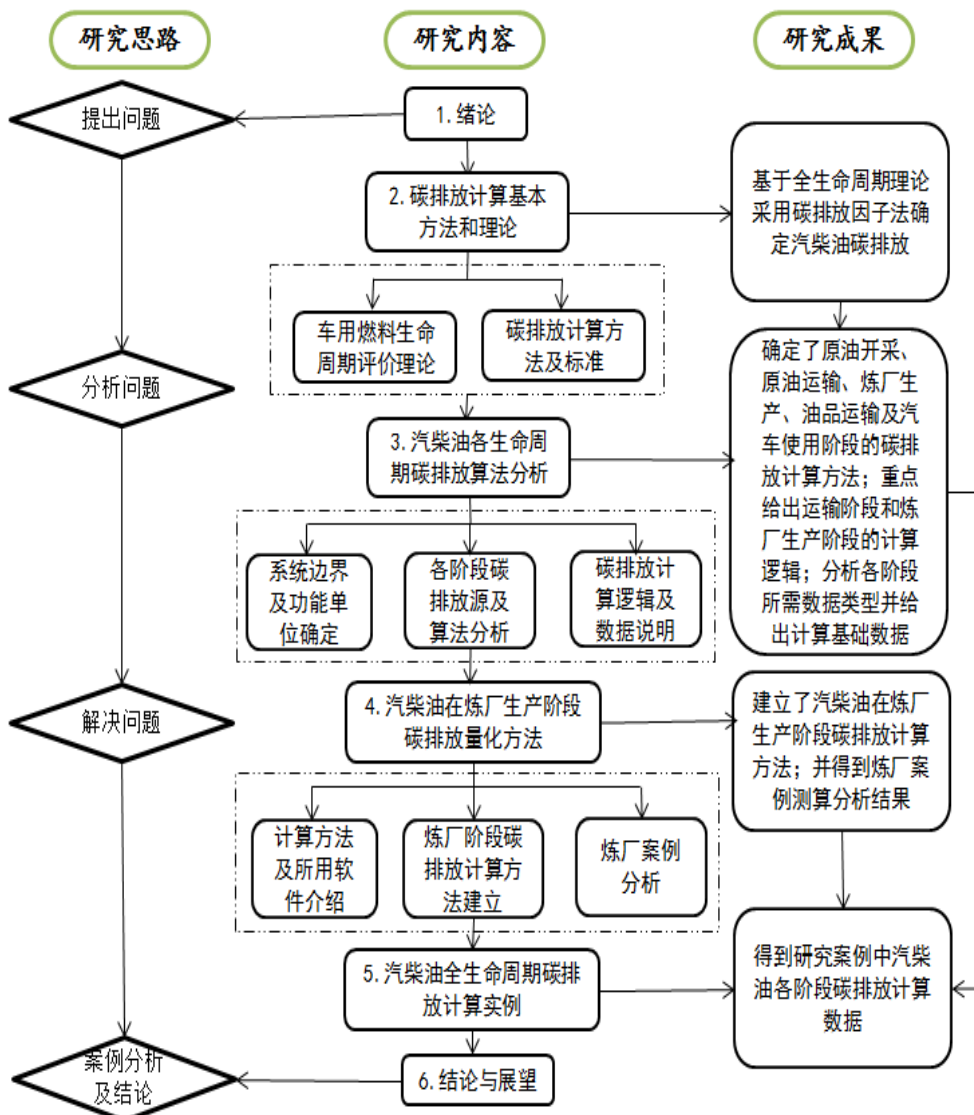 研究思路
研究内容
研究成果
提出问题
1.绪论
2.碳排放计算基本
方法和理论
基于全生命周期理论
采用碳排放因子法确
定汽柴油碳排放
车用燃料生命
周期评价理论
碳排放计算方
法及标准
分析问题
3.汽柴油各生命周
期碳排放算法分析
确定了原油开采、
原油运输、炼厂生
产、油品运输及汽
车使用阶段的碳排
放计算方法；重点
给出运输阶段和炼
厂生产阶段的计算
逻辑；分析各阶段
所需数据类型并给
出计算基础数据
系统边界
及功能单
位确定
各阶段碳
排放源及
算法分析
碳排放计
算逻辑及
数据说明
解决问题
4.汽柴油在炼厂生产阶段
碳排放量化方法
建立了汽柴油在炼厂
生产阶段碳排放计算
方法；并得到炼厂案
例测算分析结果
计算方法
及所用软
件介绍
炼厂阶段碳
排放计算方
法建立
炼厂案例
分析
5.汽柴油全生命周期碳排
放计算实例
得到研究案例中汽柴
油各阶段碳排放计算
数据
案例分析
及结论
6.结论与展望